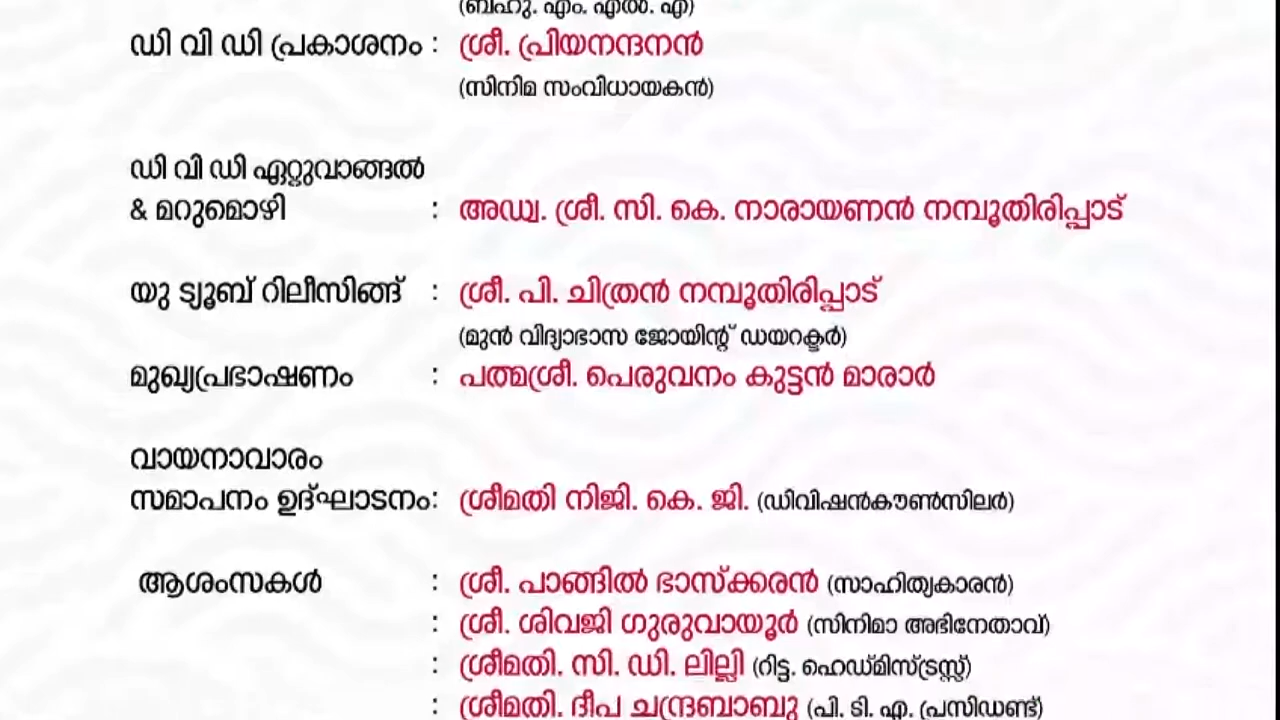 (ബഹു. എം. എൽ. എ)
ഡി വി ഡി പ്രകാശനം : ശ്രീ. പ്രിയനന്ദനൻ
(സിനിമ സംവിധായകൻ)
ഡി വി ഡി ഏറ്റുവാങ്ങൽ
& മറുമൊഴി : അഡ്വ. ശ്രീ. സി. കെ. നാരായണൻ നമ്പൂതിരിപ്പാട്
യു ട്യൂബ് റിലീസിങ്ങ് : ശ്രീ. പി. ചിത്രൻ നമ്പൂതിരിപ്പാട്
(മുൻ വിദ്യാഭാസ ജോയിന്റ് ഡയറക്ടർ)
മുഖ്യപ്രഭാഷണം : പത്മശ്രീ. പെരുവനം കുട്ടൻ മാരാർ
വായനാവാരം
സമാപനം ഉദ്ഘാടനം: ശ്രീമതി നിജി. കെ. ജി. (ഡിവിഷൻകൗൺസിലർ)
ആശംസകൾ : ശ്രീ. പാങ്ങിൽ ഭാസ്ക്കരൻ (സാഹിത്യകാരൻ)
: ശ്രീ. ശിവജി ഗുരുവായൂർ (സിനിമാ അഭിനേതാവ്)
: ശ്രീമതി. സി. ഡി. ലില്ലി (റിട്ട. ഹെഡ്മിസ്ട്രസ്സ്)
: ശ്രീമതി. ദീപ ചന്ദ്രബാബു (പി. ടി. എ. പ്രസിഡണ്ട്)